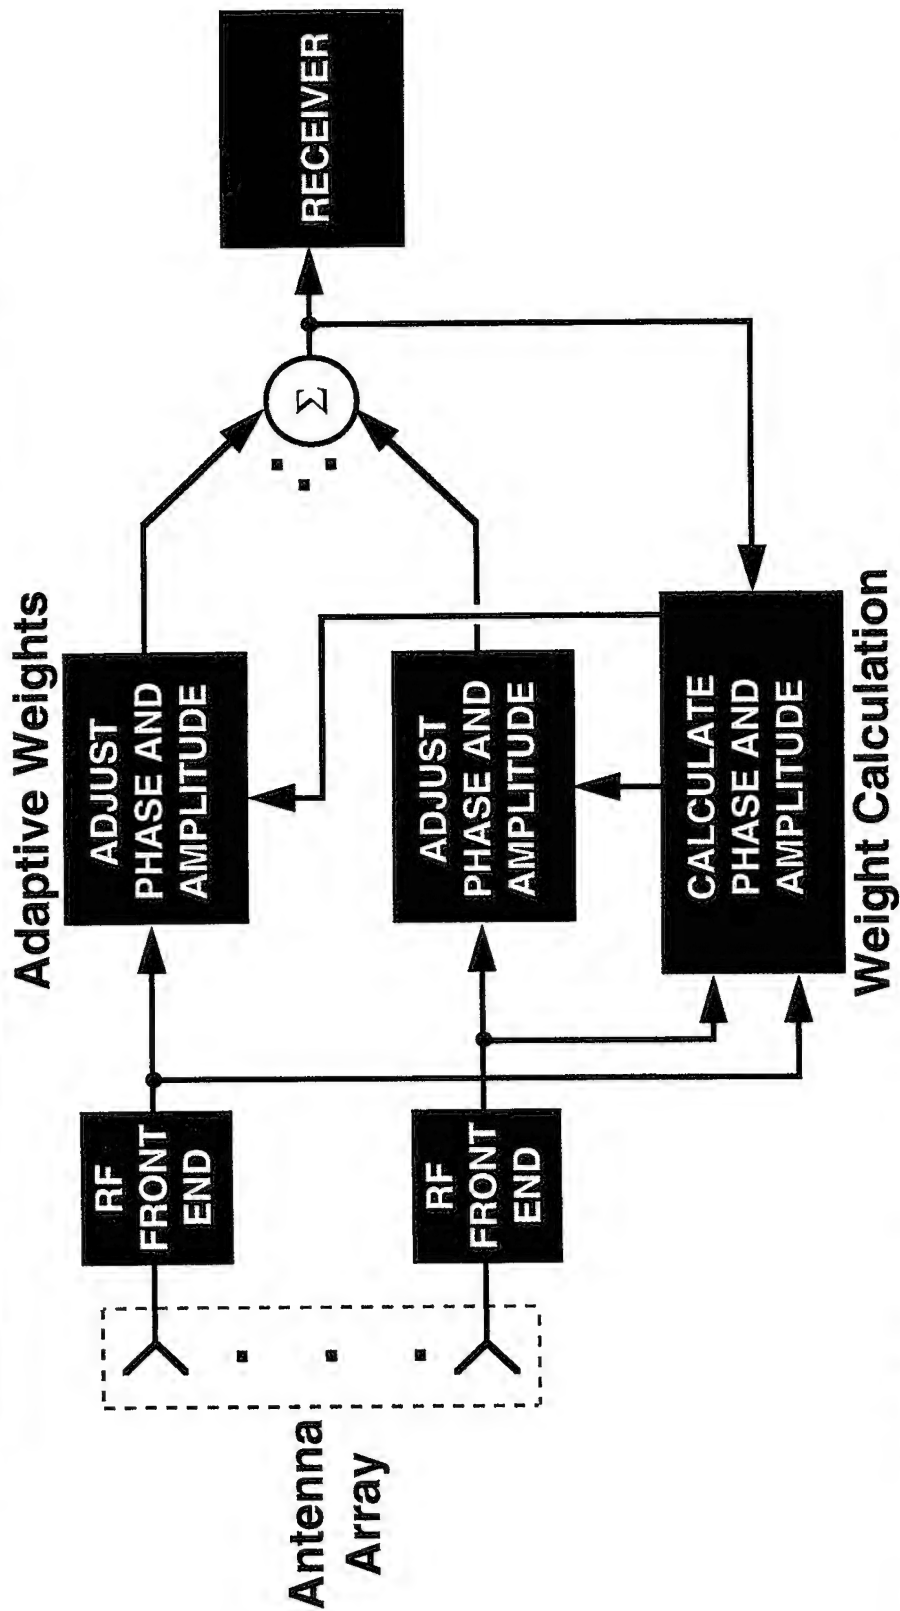 Antenna
Array
RF
FRONT
END
RF
FRONT
END
Adaptive Weights
ADJUST
PHASE AND
AMPLITUDE
ADJUST
PHASE AND
AMPLITUDE
CALCULATE
PHASE AND
AMPLITUDE
Weight Calculation
Σ
RECEIVER